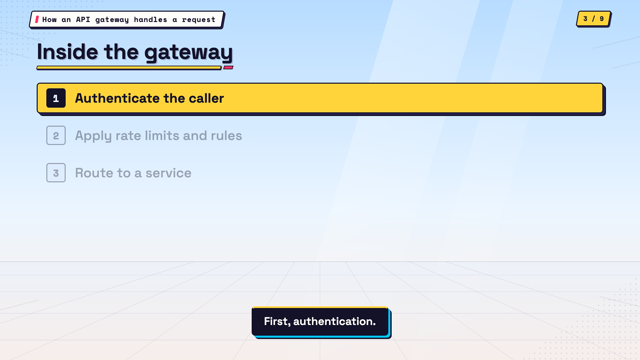 How an API gateway handles a request
3 / 9
Inside the gateway
1 Authenticate the caller
2 Apply rate limits and rules
3 Route to a service
First, authentication.